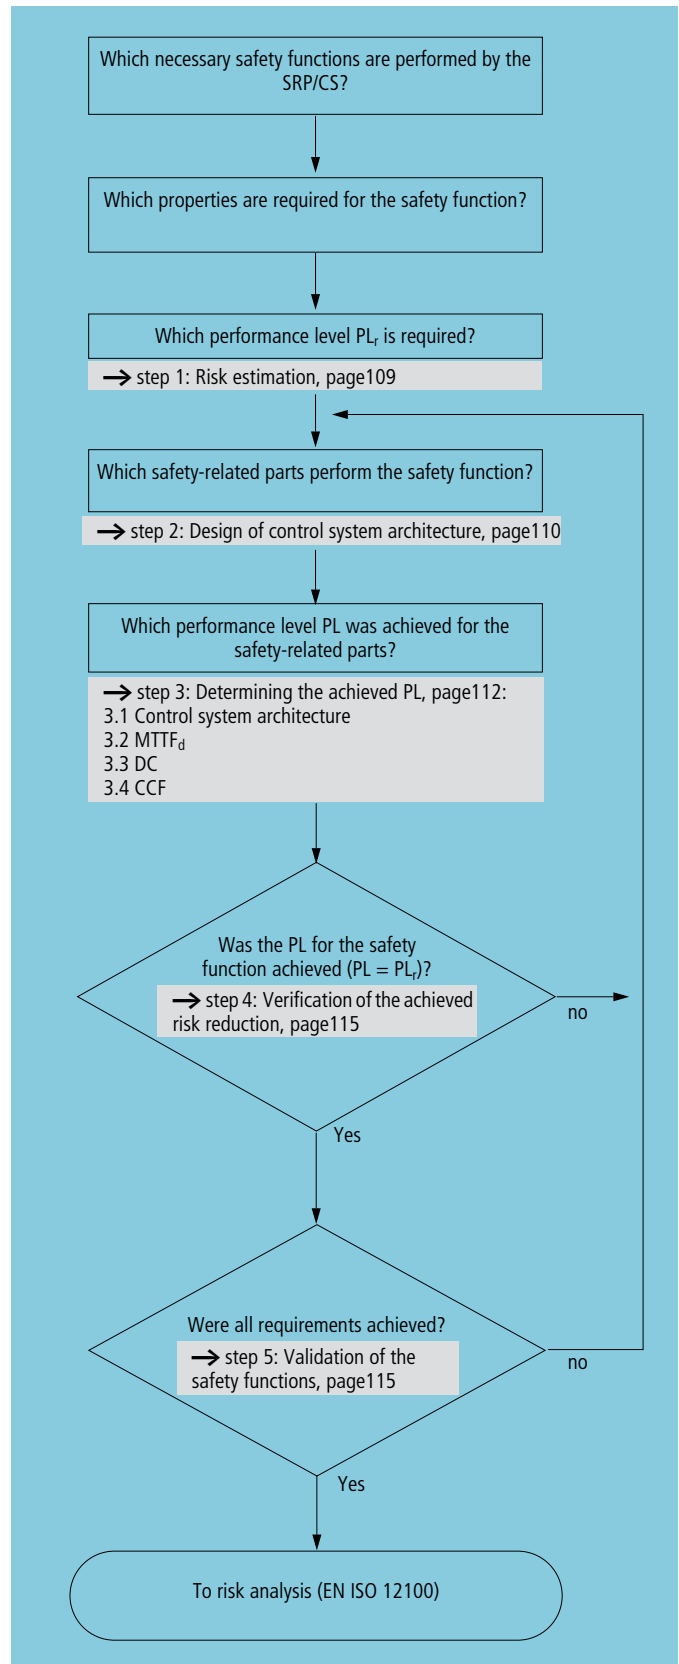 Which necessary safety functions are performed by the
SRP/CS?
Which properties are required for the safety function?
Which performance level PLr is required?
→ step 1: Risk estimation, page109
Which safety-related parts perform the safety function?
→ step 2: Design of control system architecture, page110
Which performance level PL was achieved for the
safety-related parts?
→ step 3: Determining the achieved PL, page112:
3.1 Control system architecture
3.2 MTTFd
3.3 DC
3.4 CCF
Was the PL for the safety
function achieved (PL = PLr)?
→ step 4: Verification of the achieved
risk reduction, page115
no
Yes
Were all requirements achieved?
→ step 5: Validation of the
safety functions, page115
no
Yes
To risk analysis (EN ISO 12100)